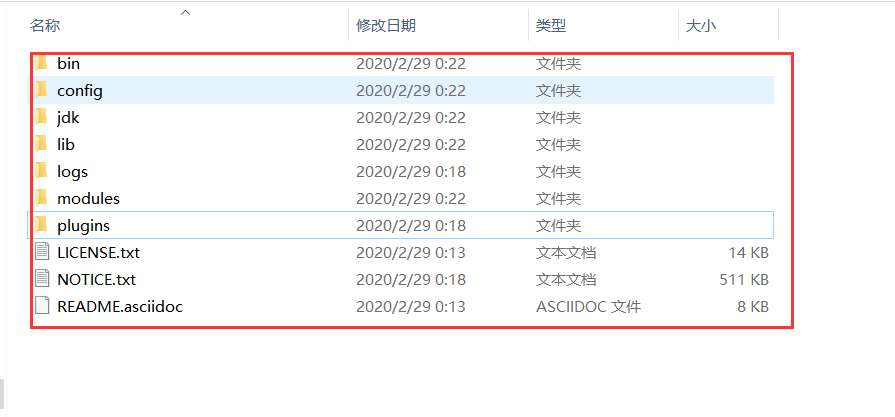 名称 修改日期 类型 大小
bin 2020/2/29 0:22 文件夹
config 2020/2/29 0:22 文件夹
jdk 2020/2/29 0:22 文件夹
lib 2020/2/29 0:22 文件夹
logs 2020/2/29 0:18 文件夹
modules 2020/2/29 0:22 文件夹
plugins 2020/2/29 0:18 文件夹
LICENSE.txt 2020/2/29 0:13 文本文档 14 KB
NOTICE.txt 2020/2/29 0:18 文本文档 511 KB
README.asciidoc 2020/2/29 0:13 ASCIIDOC 文件 8 KB